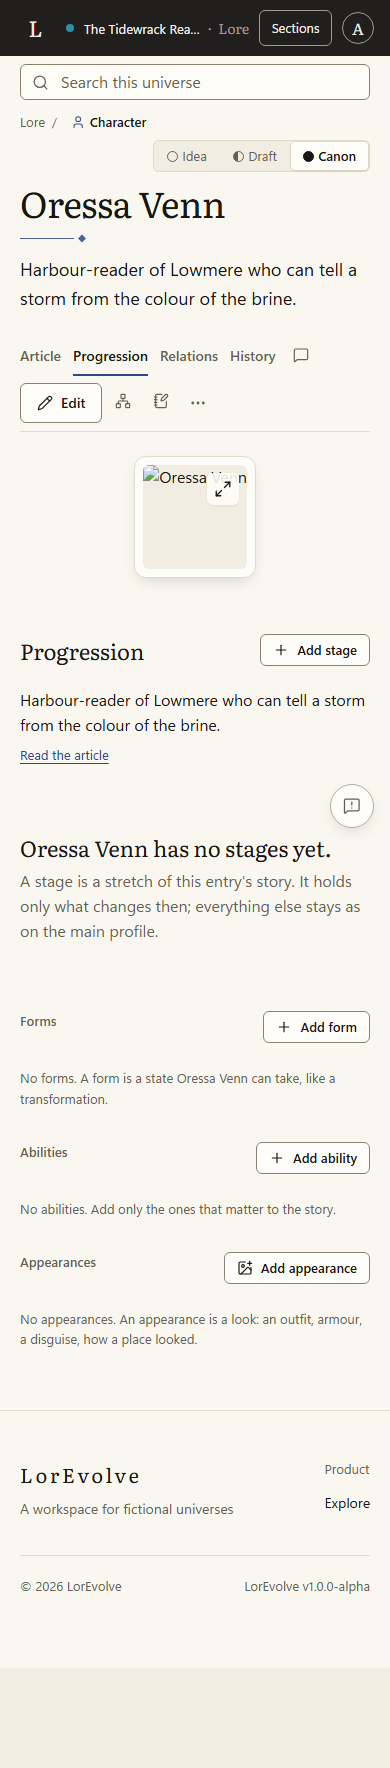 L The Tidewrack Rea... · Lore Sections A
Search this universe
Lore / Character
Idea Draft Canon
Oressa Venn
Harbour-reader of Lowmere who can tell a
storm from the colour of the brine.
Article Progression Relations History
Edit
Oressa Venn
Progression
Add stage
Harbour-reader of Lowmere who can tell a storm
from the colour of the brine.
Read the article
Oressa Venn has no stages yet.
A stage is a stretch of this entry's story. It holds
only what changes then; everything else stays as
on the main profile.
Forms
Add form
No forms. A form is a state Oressa Venn can take, like a
transformation.
Abilities
Add ability
No abilities. Add only the ones that matter to the story.
Appearances
Add appearance
No appearances. An appearance is a look: an outfit, armour,
a disguise, how a place looked.
LorEvolve
Product
A workspace for fictional universes
Explore
© 2026 LorEvolve
LorEvolve v1.0.0-alpha